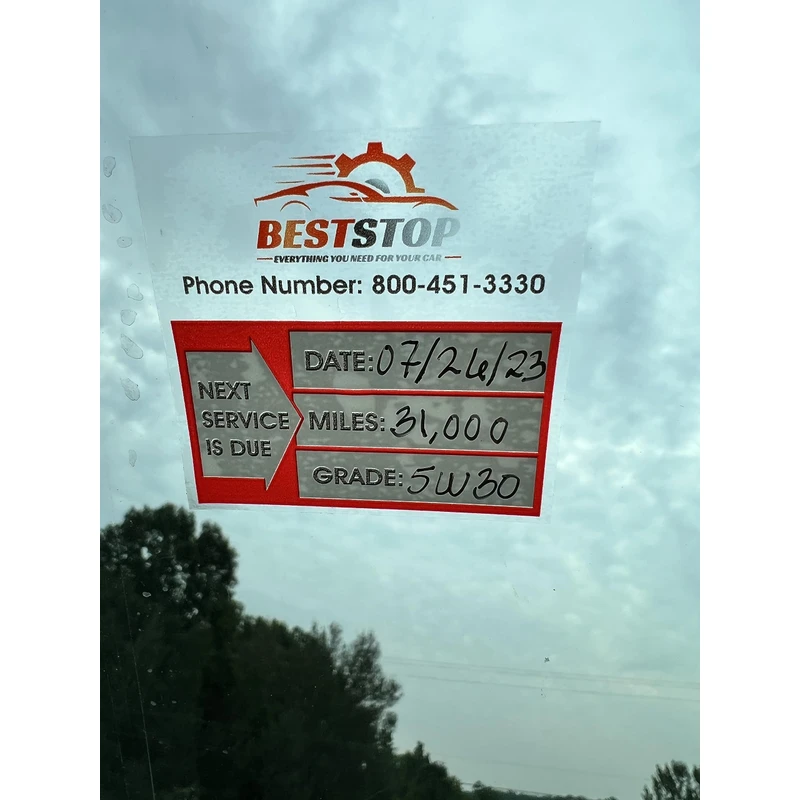 BESTSTOP
EVERYTHING YOU NEED FOR YOUR CAR
Phone Number: 800-451-3330
NEXT SERVICE IS DUE
DATE: 07/26/23
MILES: 31,000
GRADE: 5W30